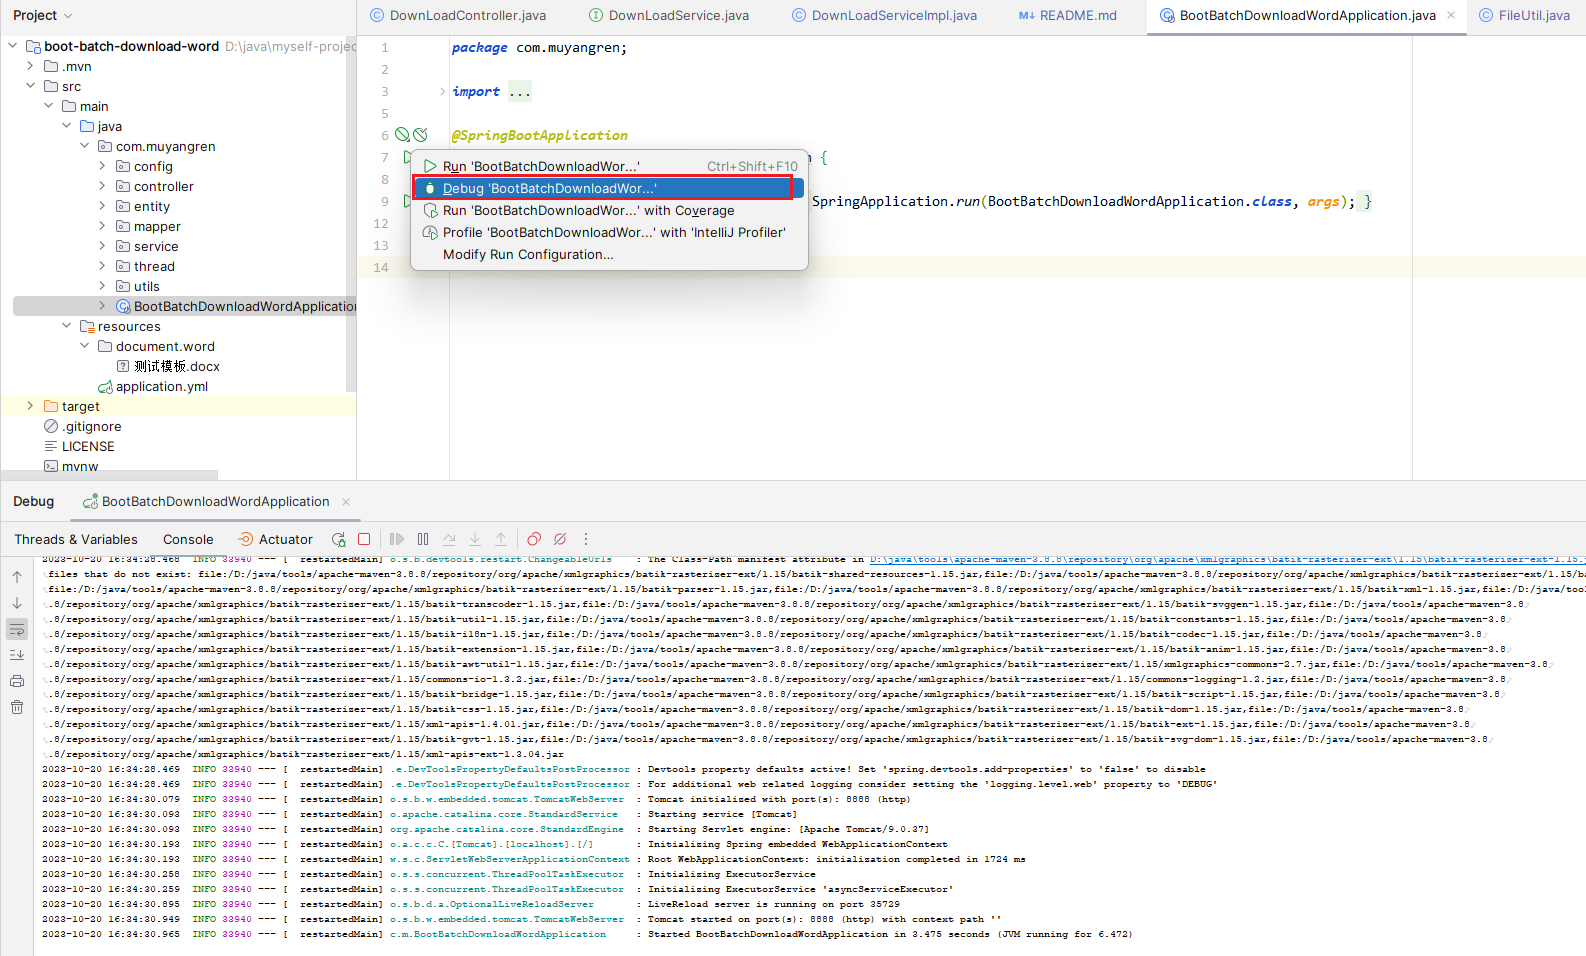 Project
DownLoadController.java
DownLoadService.java
DownLoadServiceImpl.java
M↓ README.md
BootBatchDownloadWordApplication.java
FileUtil.java
boot-batch-download-word D:\java\myself-projec
.mvn
src
main
java
com.muyangren
config
controller
entity
mapper
service
thread
utils
BootBatchDownloadWordApplication
resources
document.word
测试模板.docx
application.yml
target
.gitignore
LICENSE
mvnw
1 package com.muyangren;
2
3 import ...
5
6 @SpringBootApplication
7 {
8
9 SpringApplication.run(BootBatchDownloadWordApplication.class, args); }
12
13
14
Run 'BootBatchDownloadWor...' Ctrl+Shift+F10
Debug 'BootBatchDownloadWor...'
Run 'BootBatchDownloadWor...' with Coverage
Profile 'BootBatchDownloadWor...' with 'IntelliJ Profiler'
Modify Run Configuration...
Debug BootBatchDownloadWordApplication
Threads & Variables Console Actuator
2023-10-20 16:34:28.468 INFO 33940 --- [ restartedMain] o.s.b.devtools.restart.ChangeableUrls : The Class-Path manifest attribute in D:\java\tools\apache-maven-3.8.8\repository\org\apache\xmlgraphics\batik-rasterizer-ext\1.15\batik-rasterizer-ext-1.15.j
files that do not exist: file:/D:/java/tools/apache-maven-3.8.8/repository/org/apache/xmlgraphics/batik-rasterizer-ext/1.15/batik-shared-resources-1.15.jar,file:/D:/java/tools/apache-maven-3.8.8/repository/org/apache/xmlgraphics/batik-rasterizer-ext/1.15/ba
file:/D:/java/tools/apache-maven-3.8.8/repository/org/apache/xmlgraphics/batik-rasterizer-ext/1.15/batik-parser-1.15.jar,file:/D:/java/tools/apache-maven-3.8.8/repository/org/apache/xmlgraphics/batik-rasterizer-ext/1.15/batik-xml-1.15.jar,file:/D:/java/too
.8/repository/org/apache/xmlgraphics/batik-rasterizer-ext/1.15/batik-transcoder-1.15.jar,file:/D:/java/tools/apache-maven-3.8.8/repository/org/apache/xmlgraphics/batik-rasterizer-ext/1.15/batik-svggen-1.15.jar,file:/D:/java/tools/apache-maven-3.8
.8/repository/org/apache/xmlgraphics/batik-rasterizer-ext/1.15/batik-util-1.15.jar,file:/D:/java/tools/apache-maven-3.8.8/repository/org/apache/xmlgraphics/batik-rasterizer-ext/1.15/batik-constants-1.15.jar,file:/D:/java/tools/apache-maven-3.8
.8/repository/org/apache/xmlgraphics/batik-rasterizer-ext/1.15/batik-i18n-1.15.jar,file:/D:/java/tools/apache-maven-3.8.8/repository/org/apache/xmlgraphics/batik-rasterizer-ext/1.15/batik-codec-1.15.jar,file:/D:/java/tools/apache-maven-3.8
.8/repository/org/apache/xmlgraphics/batik-rasterizer-ext/1.15/batik-extension-1.15.jar,file:/D:/java/tools/apache-maven-3.8.8/repository/org/apache/xmlgraphics/batik-rasterizer-ext/1.15/batik-anim-1.15.jar,file:/D:/java/tools/apache-maven-3.8
.8/repository/org/apache/xmlgraphics/batik-rasterizer-ext/1.15/batik-awt-util-1.15.jar,file:/D:/java/tools/apache-maven-3.8.8/repository/org/apache/xmlgraphics/batik-rasterizer-ext/1.15/xmlgraphics-commons-2.7.jar,file:/D:/java/tools/apache-maven-3.8
.8/repository/org/apache/xmlgraphics/batik-rasterizer-ext/1.15/commons-io-1.3.2.jar,file:/D:/java/tools/apache-maven-3.8.8/repository/org/apache/xmlgraphics/batik-rasterizer-ext/1.15/commons-logging-1.2.jar,file:/D:/java/tools/apache-maven-3.8
.8/repository/org/apache/xmlgraphics/batik-rasterizer-ext/1.15/batik-bridge-1.15.jar,file:/D:/java/tools/apache-maven-3.8.8/repository/org/apache/xmlgraphics/batik-rasterizer-ext/1.15/batik-script-1.15.jar,file:/D:/java/tools/apache-maven-3.8
.8/repository/org/apache/xmlgraphics/batik-rasterizer-ext/1.15/batik-css-1.15.jar,file:/D:/java/tools/apache-maven-3.8.8/repository/org/apache/xmlgraphics/batik-rasterizer-ext/1.15/batik-dom-1.15.jar,file:/D:/java/tools/apache-maven-3.8
.8/repository/org/apache/xmlgraphics/batik-rasterizer-ext/1.15/xml-apis-1.4.01.jar,file:/D:/java/tools/apache-maven-3.8.8/repository/org/apache/xmlgraphics/batik-rasterizer-ext/1.15/batik-ext-1.15.jar,file:/D:/java/tools/apache-maven-3.8
.8/repository/org/apache/xmlgraphics/batik-rasterizer-ext/1.15/batik-gvt-1.15.jar,file:/D:/java/tools/apache-maven-3.8.8/repository/org/apache/xmlgraphics/batik-rasterizer-ext/1.15/batik-svg-dom-1.15.jar,file:/D:/java/tools/apache-maven-3.8
.8/repository/org/apache/xmlgraphics/batik-rasterizer-ext/1.15/xml-apis-ext-1.3.04.jar
2023-10-20 16:34:28.469 INFO 33940 --- [ restartedMain] .e.DevToolsPropertyDefaultsPostProcessor : Devtools property defaults active! Set 'spring.devtools.add-properties' to 'false' to disable
2023-10-20 16:34:28.469 INFO 33940 --- [ restartedMain] .e.DevToolsPropertyDefaultsPostProcessor : For additional web related logging consider setting the 'logging.level.web' property to 'DEBUG'
2023-10-20 16:34:30.079 INFO 33940 --- [ restartedMain] o.s.b.w.embedded.tomcat.TomcatWebServer : Tomcat initialized with port(s): 8888 (http)
2023-10-20 16:34:30.093 INFO 33940 --- [ restartedMain] o.apache.catalina.core.StandardService : Starting service [Tomcat]
2023-10-20 16:34:30.093 INFO 33940 --- [ restartedMain] org.apache.catalina.core.StandardEngine : Starting Servlet engine: [Apache Tomcat/9.0.37]
2023-10-20 16:34:30.193 INFO 33940 --- [ restartedMain] o.a.c.c.C.[Tomcat].[localhost].[/] : Initializing Spring embedded WebApplicationContext
2023-10-20 16:34:30.193 INFO 33940 --- [ restartedMain] w.s.c.ServletWebServerApplicationContext : Root WebApplicationContext: initialization completed in 1724 ms
2023-10-20 16:34:30.258 INFO 33940 --- [ restartedMain] o.s.s.concurrent.ThreadPoolTaskExecutor : Initializing ExecutorService
2023-10-20 16:34:30.259 INFO 33940 --- [ restartedMain] o.s.s.concurrent.ThreadPoolTaskExecutor : Initializing ExecutorService 'asyncServiceExecutor'
2023-10-20 16:34:30.895 INFO 33940 --- [ restartedMain] o.s.b.d.a.OptionalLiveReloadServer : LiveReload server is running on port 35729
2023-10-20 16:34:30.949 INFO 33940 --- [ restartedMain] o.s.b.w.embedded.tomcat.TomcatWebServer : Tomcat started on port(s): 8888 (http) with context path ''
2023-10-20 16:34:30.965 INFO 33940 --- [ restartedMain] c.m.BootBatchDownloadWordApplication : Started BootBatchDownloadWordApplication in 3.475 seconds (JVM running for 6.472)